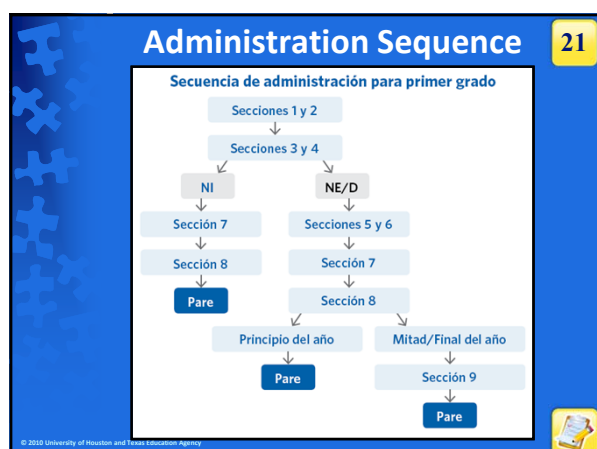 Administration Sequence
21
Secuencia de administración para primer grado
Secciones 1 y 2
Secciones 3 y 4
NI
NE/D
Sección 7
Secciones 5 y 6
Sección 8
Sección 7
Pare
Sección 8
Principio del año
Mitad/Final del año
Pare
Sección 9
Pare
© 2010 University of Houston and Texas Education Agency